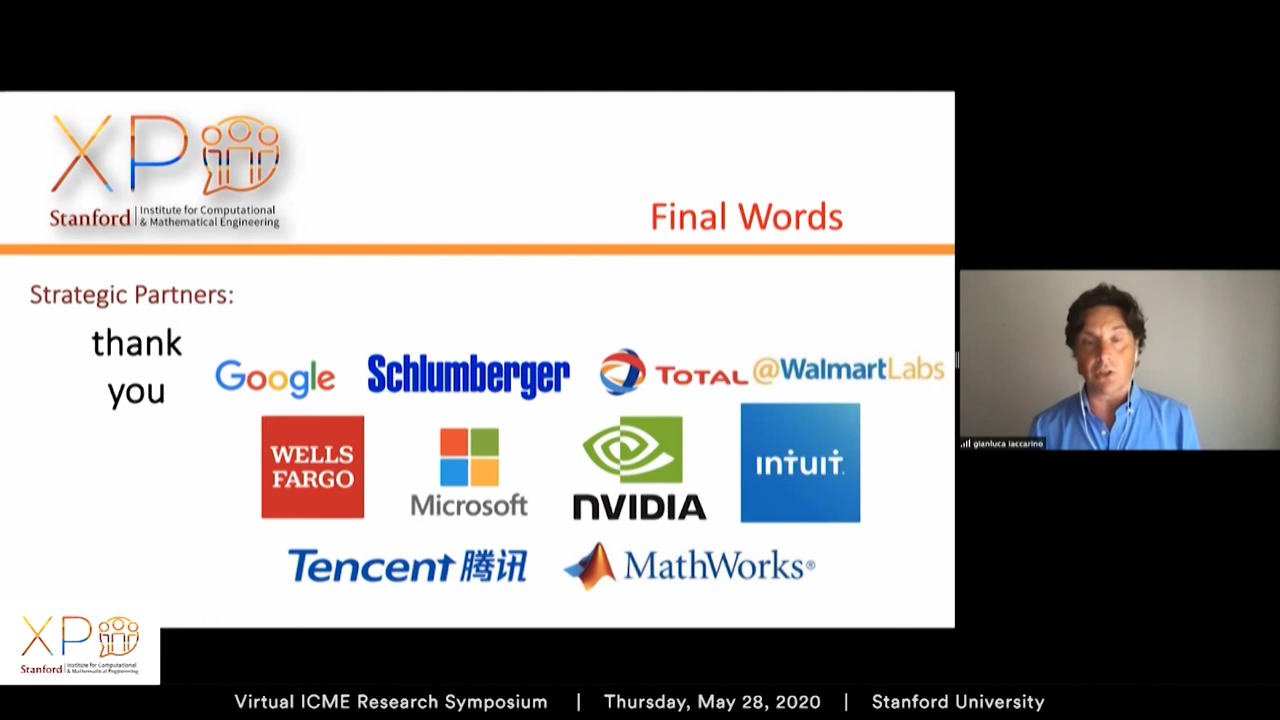 XPO
Stanford | Institute for Computational
& Mathematical Engineering
Final Words
Strategic Partners:
thank
you
Google
Schlumberger
TOTAL
@WalmartLabs
WELLS
FARGO
Microsoft
NVIDIA
intuit.
Tencent 腾讯
MathWorks®
gianluca iaccarino
XPO
Stanford | Institute for Computational
& Mathematical Engineering
Virtual ICME Research Symposium | Thursday, May 28, 2020 | Stanford University